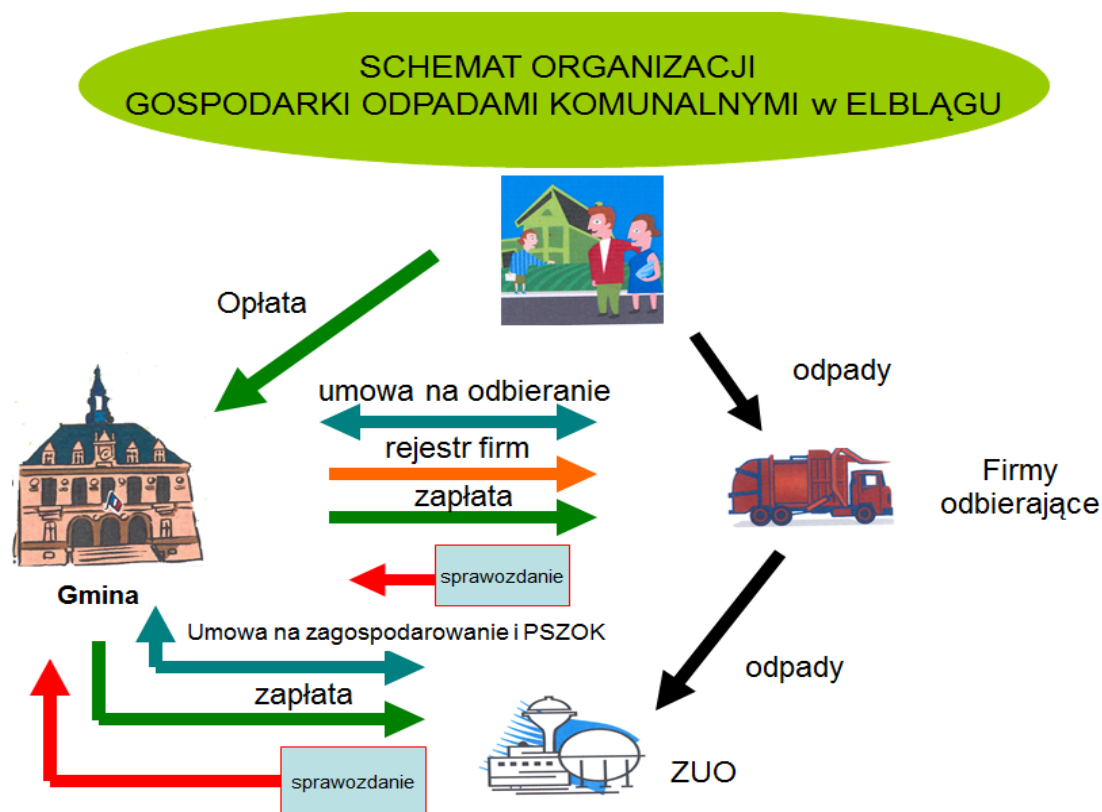 SCHEMAT ORGANIZACJI
GOSPODARKI ODPADAMI KOMUNALNYMI w ELBLĄGU
Opłata
odpady
umowa na odbieranie
rejestr firm
zapłata
Firmy
odbierające
sprawozdanie
Gmina
Umowa na zagospodarowanie i PSZOK
odpady
zapłata
ZUO
sprawozdanie